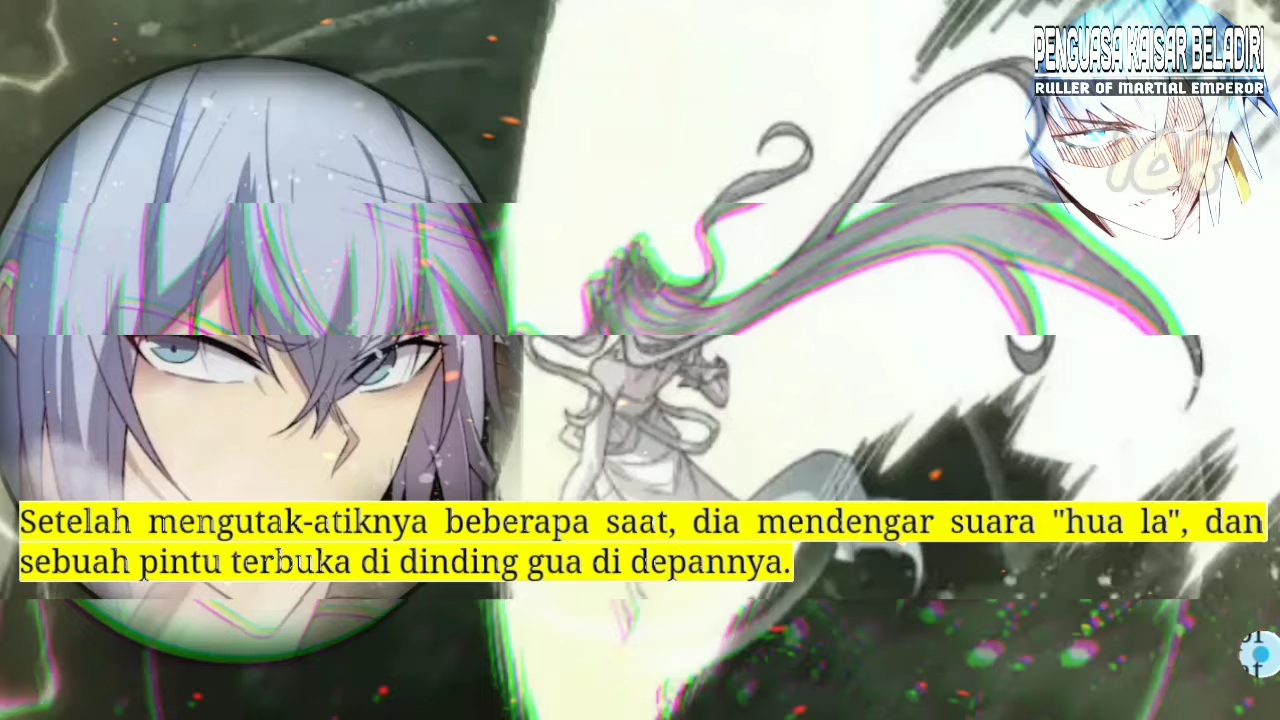 PENGUASA KAISAR BELADIRI
RULLER OF MARTIAL EMPEROR
Setelah mengutak-atiknya beberapa saat, dia mendengar suara "hua la", dan
sebuah pintu terbuka di dinding gua di depannya.